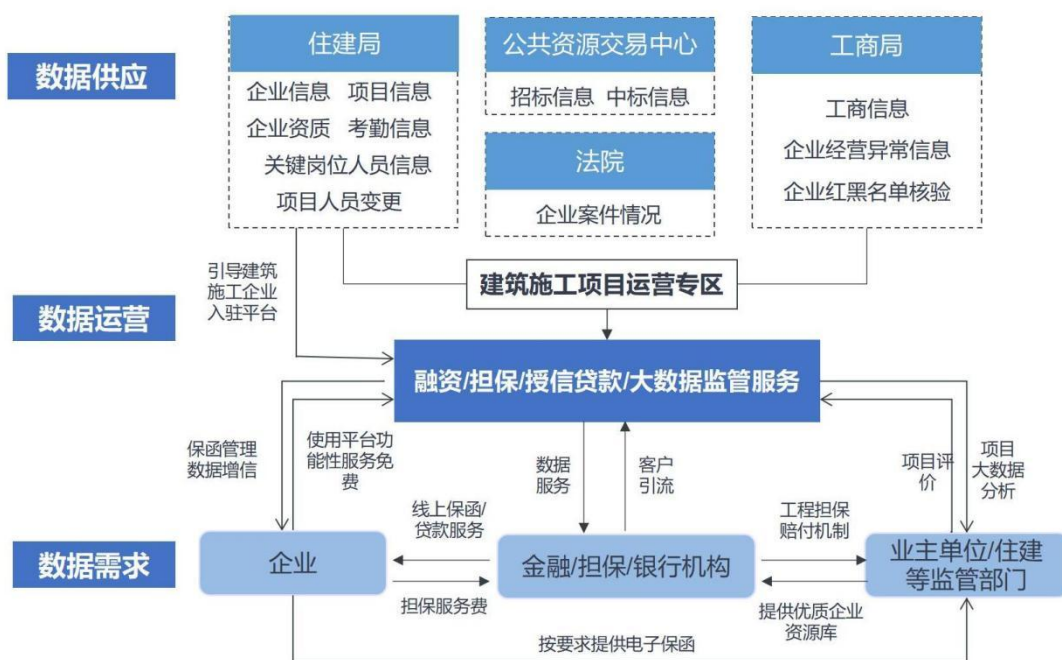 数据供应
住建局
企业信息 项目信息
企业资质 考勤信息
关键岗位人员信息
项目人员变更
公共资源交易中心
招标信息 中标信息
法院
企业案件情况
工商局
工商信息
企业经营异常信息
企业红黑名单核验
数据运营
引导建筑
施工企业
入驻平台
建筑施工项目运营专区
融资/担保/授信贷款/大数据监管服务
保函管理
数据增信
使用平台功
能性服务免
费
数据
服务
客户
引流
项目评
价
项目
大数据
分析
数据需求
企业
线上保函/
贷款服务
担保服务费
金融/担保/银行机构
工程担保
赔付机制
提供优质企业
资源库
业主单位/住建
等监管部门
按要求提供电子保函